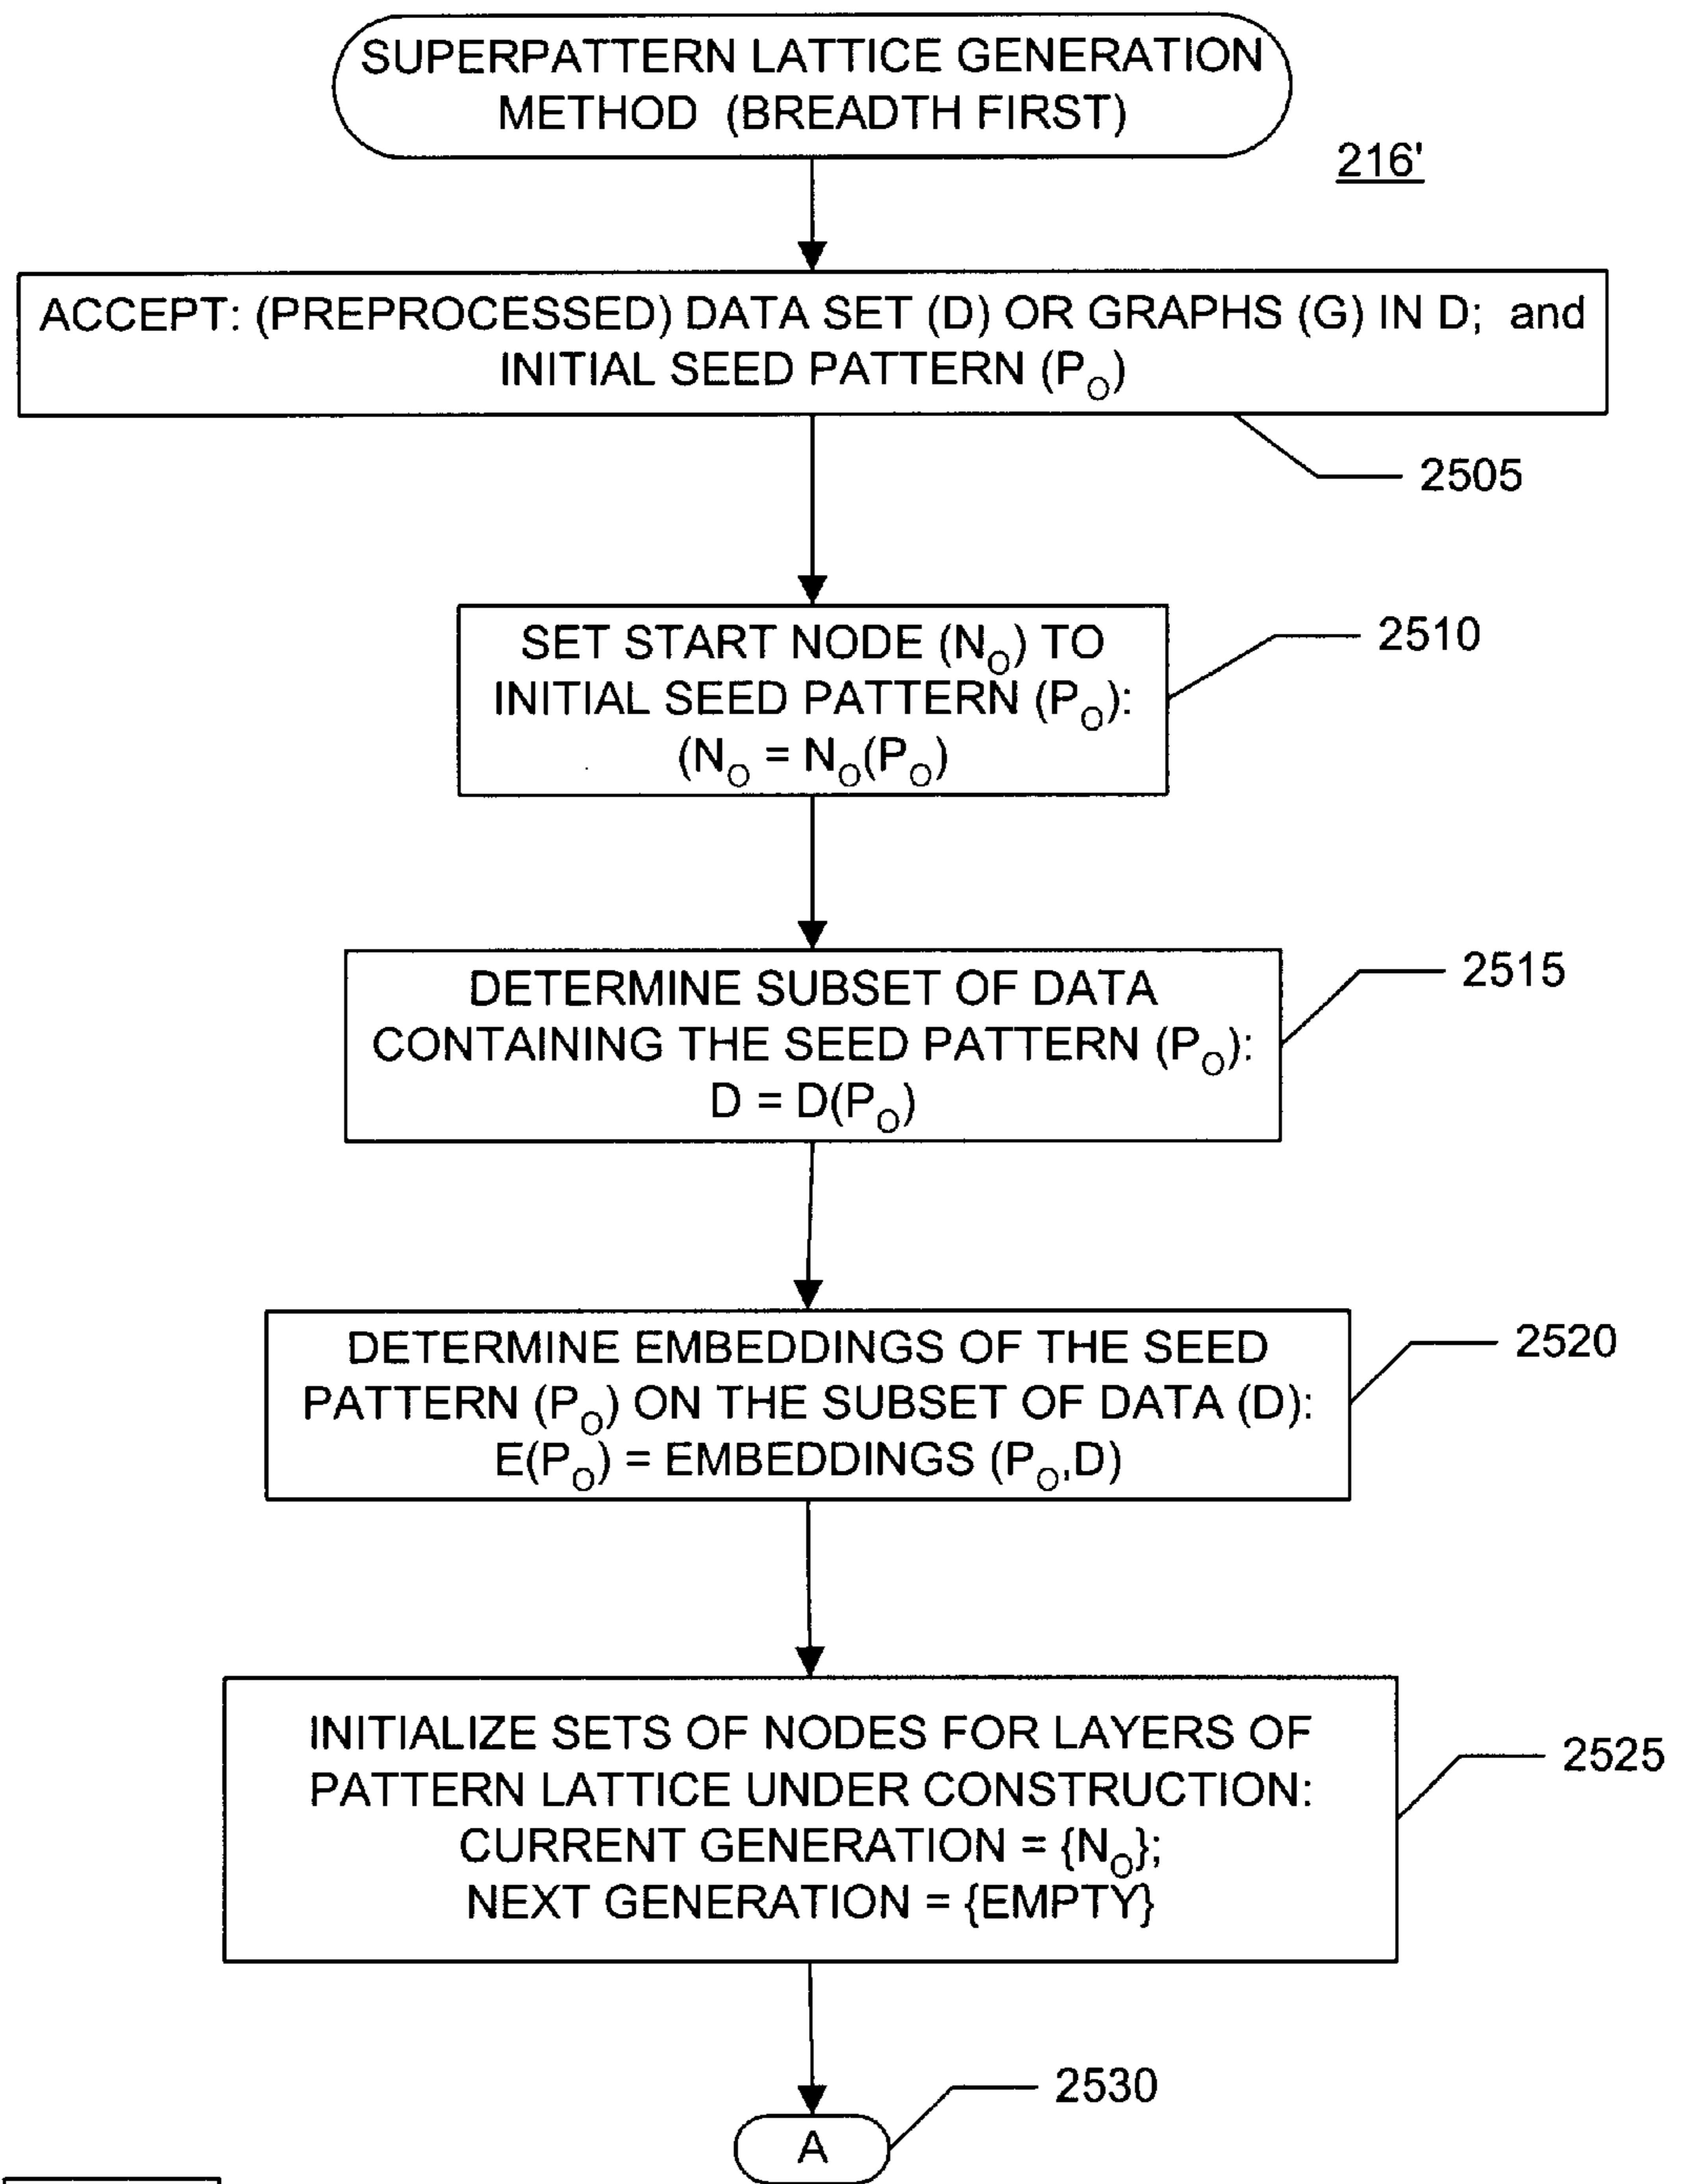 SUPERPATTERN LATTICE GENERATION
METHOD (BREADTH FIRST)
216'
ACCEPT: (PREPROCESSED) DATA SET (D) OR GRAPHS (G) IN D; and
INITIAL SEED PATTERN (PO)
2505
SET START NODE (NO) TO
INITIAL SEED PATTERN (PO):
(NO = NO(PO)
2510
DETERMINE SUBSET OF DATA
CONTAINING THE SEED PATTERN (PO):
D = D(PO)
2515
DETERMINE EMBEDDINGS OF THE SEED
PATTERN (PO) ON THE SUBSET OF DATA (D):
E(PO) = EMBEDDINGS (PO,D)
2520
INITIALIZE SETS OF NODES FOR LAYERS OF
PATTERN LATTICE UNDER CONSTRUCTION:
CURRENT GENERATION = {NO};
NEXT GENERATION = {EMPTY}
2525
2530
A